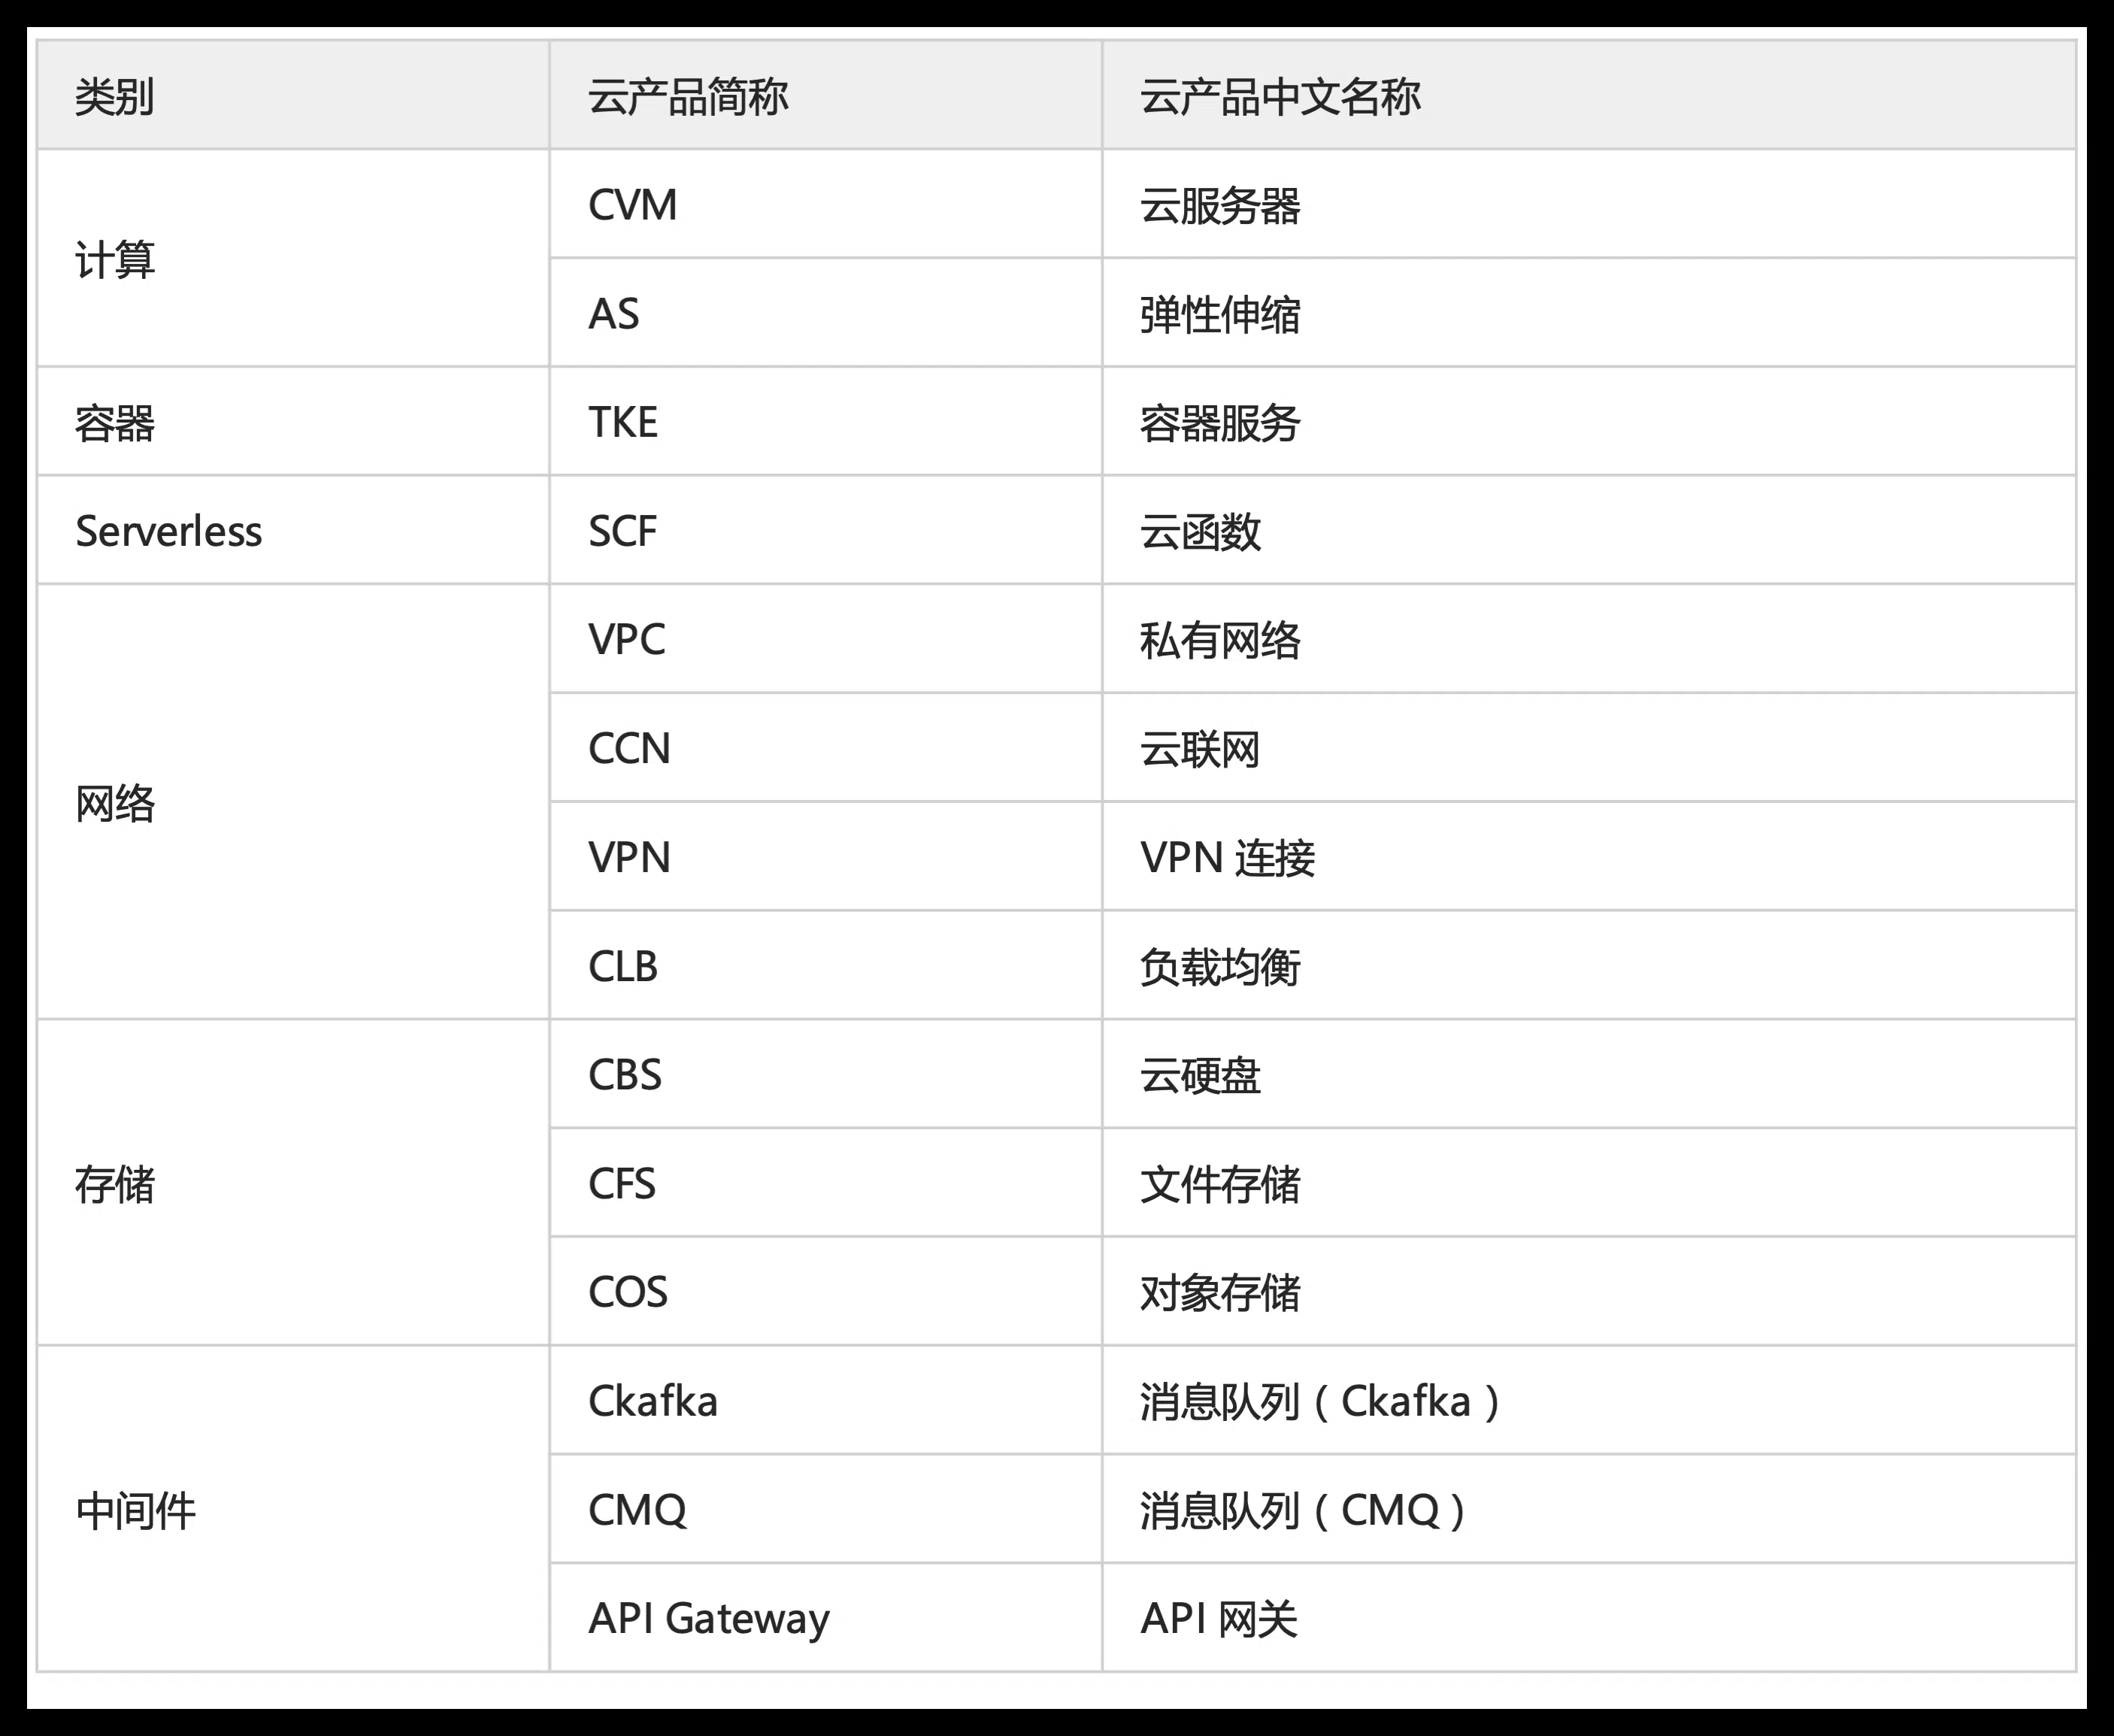 类别 云产品简称 云产品中文名称
计算 CVM 云服务器
AS 弹性伸缩
容器 TKE 容器服务
Serverless SCF 云函数
网络 VPC 私有网络
CCN 云联网
VPN VPN 连接
CLB 负载均衡
存储 CBS 云硬盘
CFS 文件存储
COS 对象存储
中间件 Ckafka 消息队列（Ckafka）
CMQ 消息队列（CMQ）
API Gateway API 网关